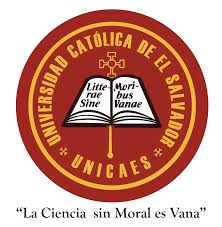 UNIVERSIDAD CATÓLICA DE EL SALVADOR
Litterae Sine
Moribus Vanae
UNICAES
“La Ciencia sin Moral es Vana”